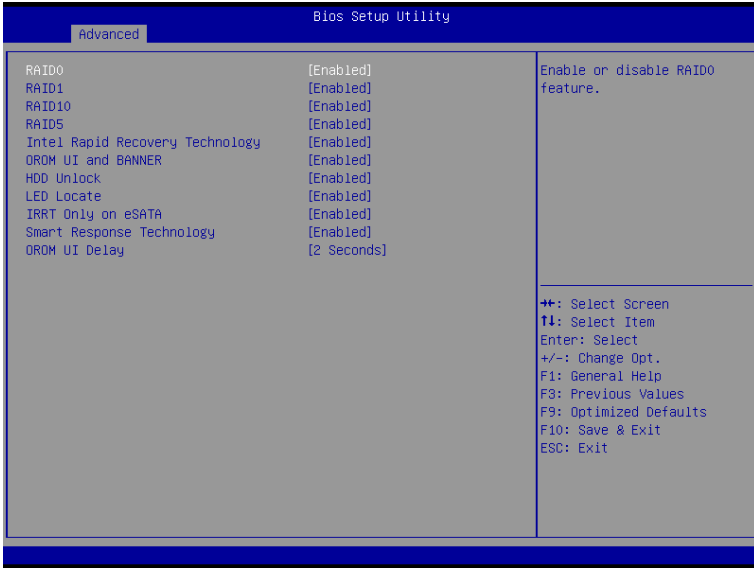 Bios Setup Utility
Advanced
RAID0 [Enabled]
RAID1 [Enabled]
RAID10 [Enabled]
RAID5 [Enabled]
Intel Rapid Recovery Technology [Enabled]
OROM UI and BANNER [Enabled]
HDD Unlock [Enabled]
LED Locate [Enabled]
IRRT Only on eSATA [Enabled]
Smart Response Technology [Enabled]
OROM UI Delay [2 Seconds]
Enable or disable RAID0
feature.
→←: Select Screen
↑↓: Select Item
Enter: Select
+/-: Change Opt.
F1: General Help
F3: Previous Values
F9: Optimized Defaults
F10: Save & Exit
ESC: Exit